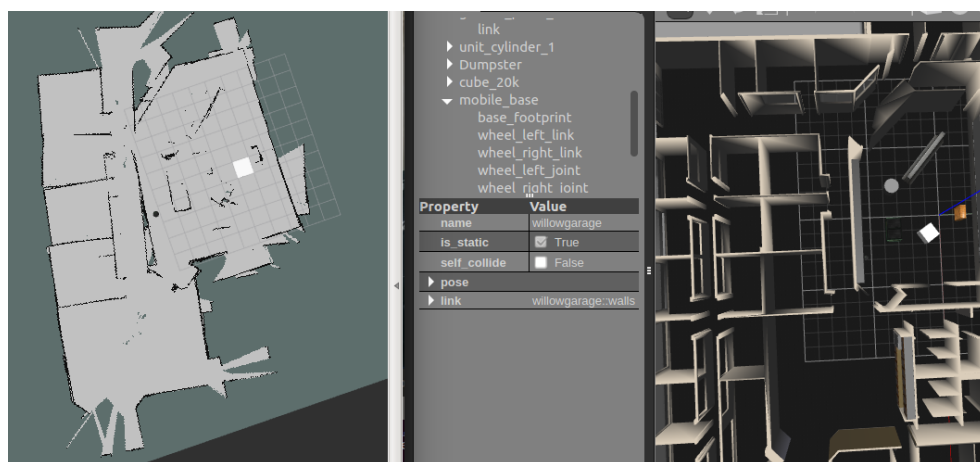 link
unit_cylinder_1
Dumpster
cube_20k
mobile_base
base_footprint
wheel_left_link
wheel_right_link
wheel_left_joint
wheel_right_joint
Property Value
name willowgarage
is_static True
self_collide False
pose
link willowgarage::walls